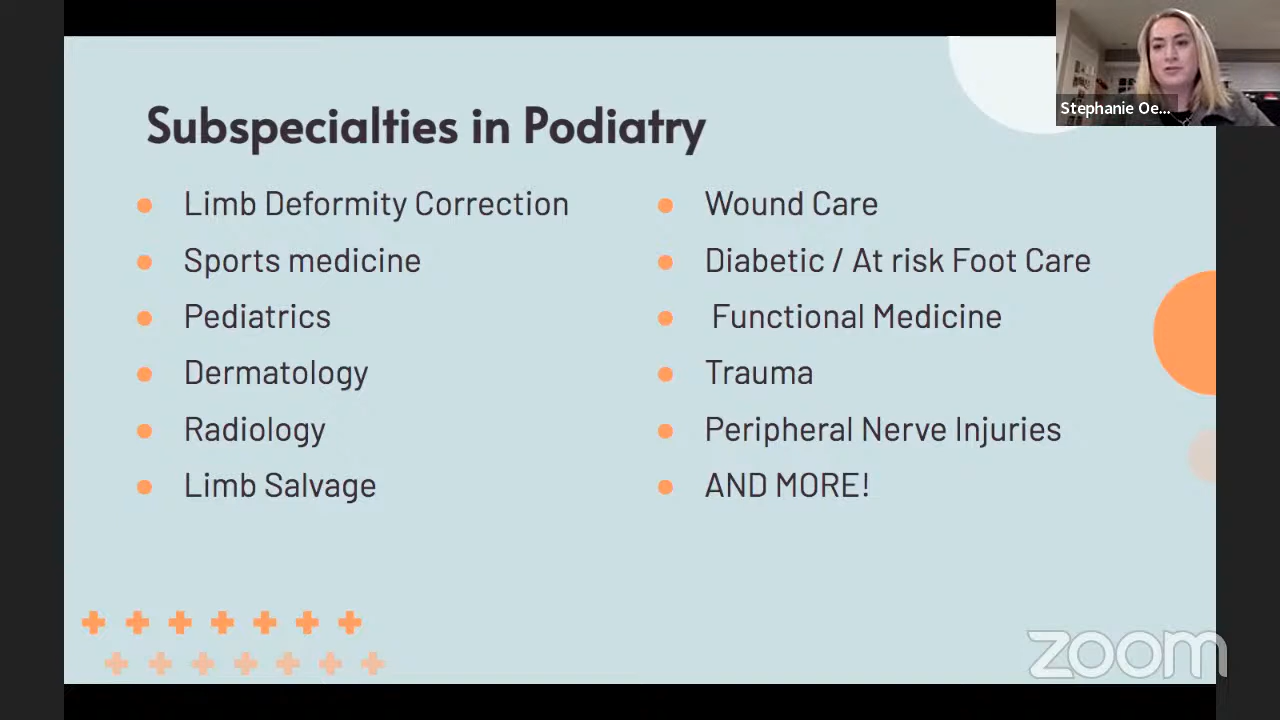 Subspecialties in Podiatry
Limb Deformity Correction
Sports medicine
Pediatrics
Dermatology
Radiology
Limb Salvage
Wound Care
Diabetic / At risk Foot Care
Functional Medicine
Trauma
Peripheral Nerve Injuries
AND MORE!
Stephanie Oe...
zoom